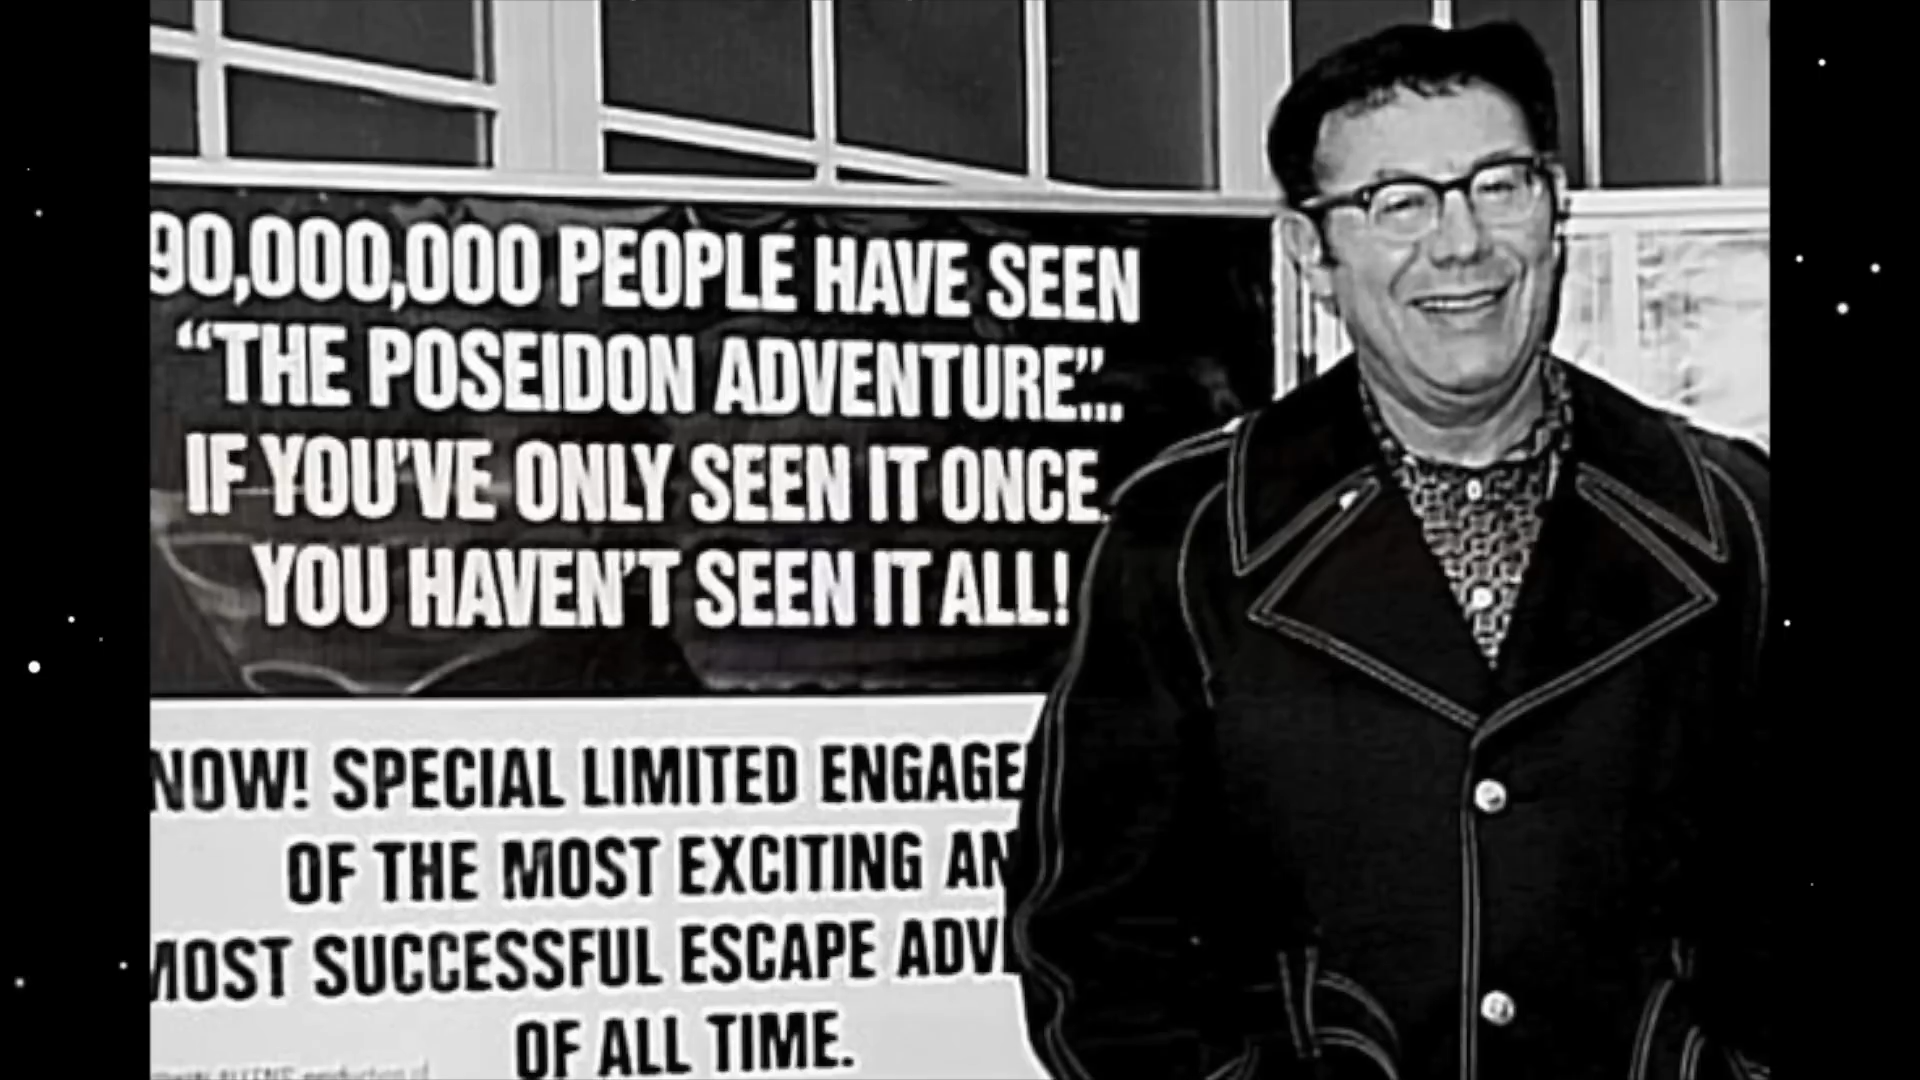 90,000,000 PEOPLE HAVE SEEN
“THE POSEIDON ADVENTURE”...
IF YOU'VE ONLY SEEN IT ONCE.
YOU HAVEN'T SEEN IT ALL!
NOW! SPECIAL LIMITED ENGAGE
OF THE MOST EXCITING AN
MOST SUCCESSFUL ESCAPE ADVE
OF ALL TIME.